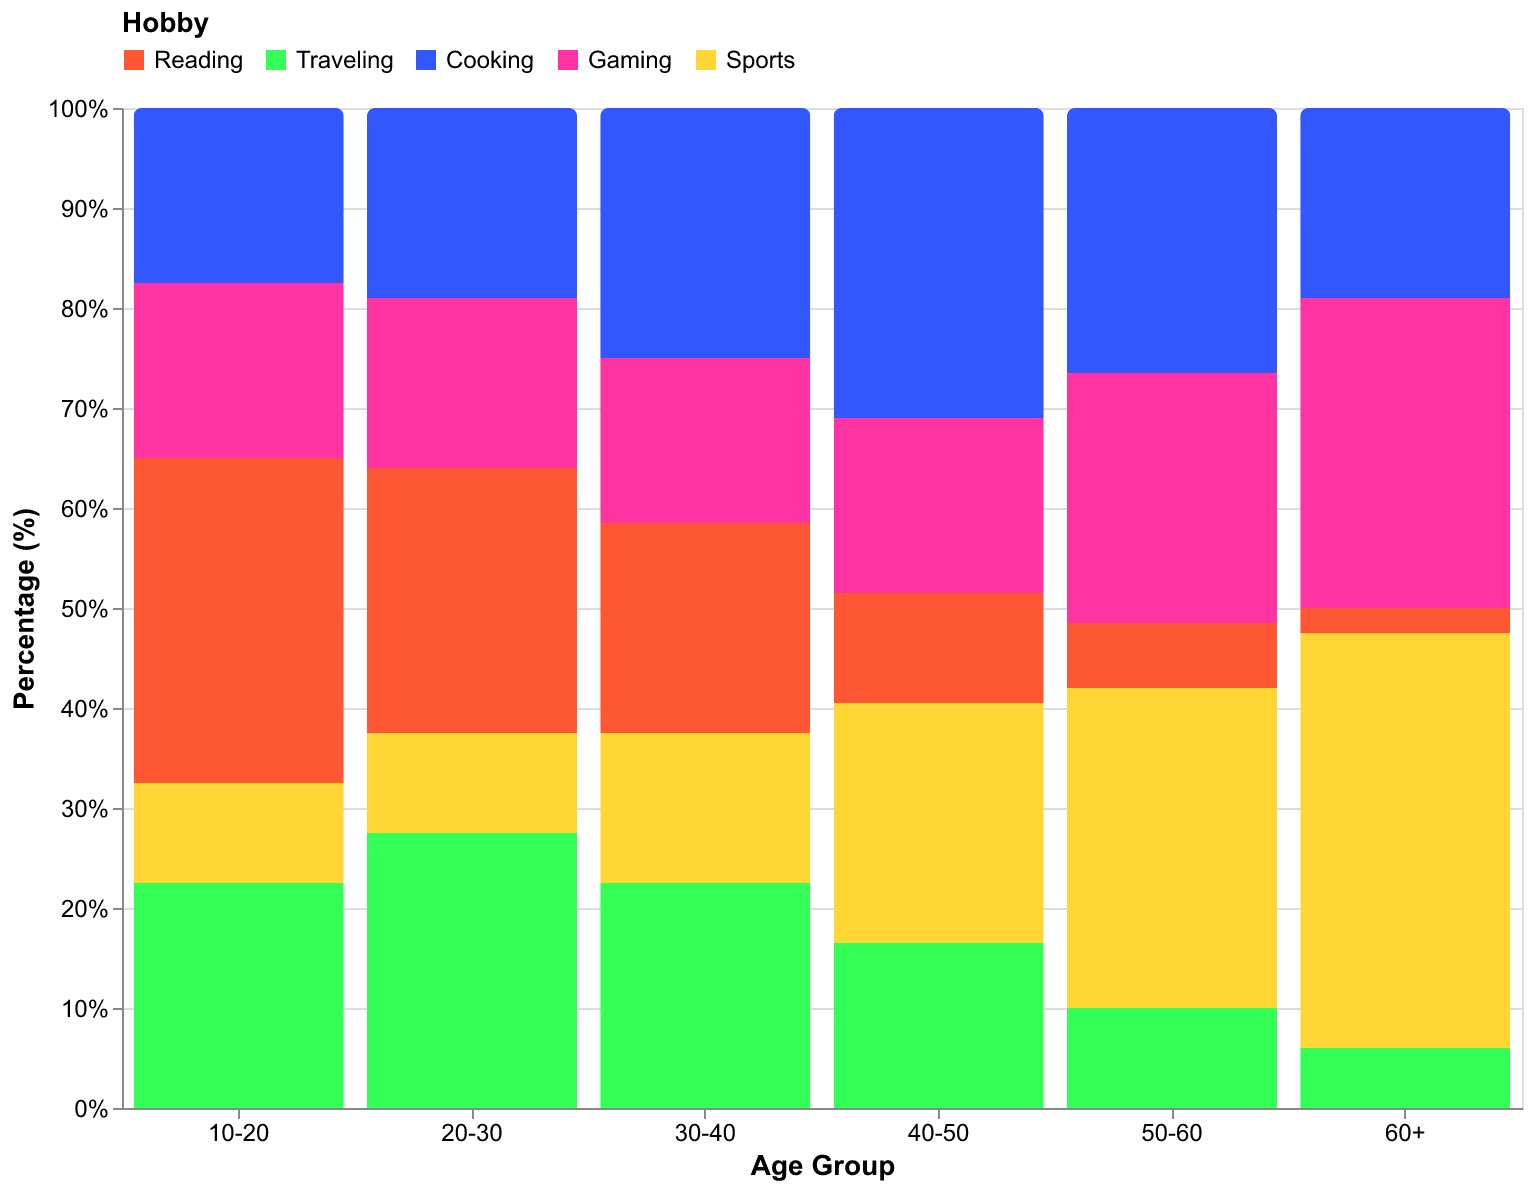 Hobby
Reading Traveling Cooking Gaming Sports
100%
90%
80%
70%
60%
50%
40%
30%
20%
10%
0%
Percentage (%)
10-20 20-30 30-40 40-50 50-60 60+
Age Group